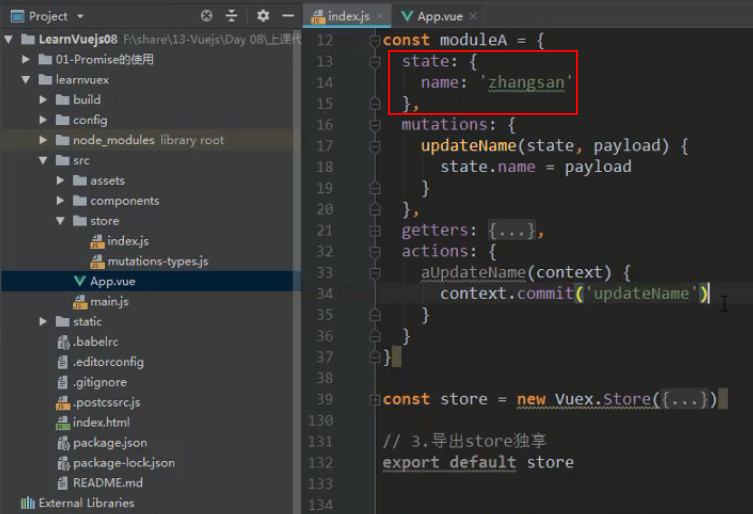 Project
LearnVuejs08 F:\share\13-Vuejs\Day 08\上课代
01-Promise的使用
learnvuex
build
config
node_modules library root
src
assets
components
store
index.js
mutations-types.js
App.vue
main.js
static
.babelrc
.editorconfig
.gitignore
.postcssrc.js
index.html
package.json
package-lock.json
README.md
External Libraries
index.js App.vue
12 const moduleA = {
13 state: {
14 name: 'zhangsan'
15 },
16 mutations: {
17 updateName(state, payload) {
18 state.name = payload
19 }
20 },
21 getters: {...},
32 actions: {
33 aUpdateName(context) {
34 context.commit('updateName')
35 }
36 }
37 }
38
39 const store = new Vuex.Store({...})
130
131 // 3.导出store独享
132 export default store
133
134